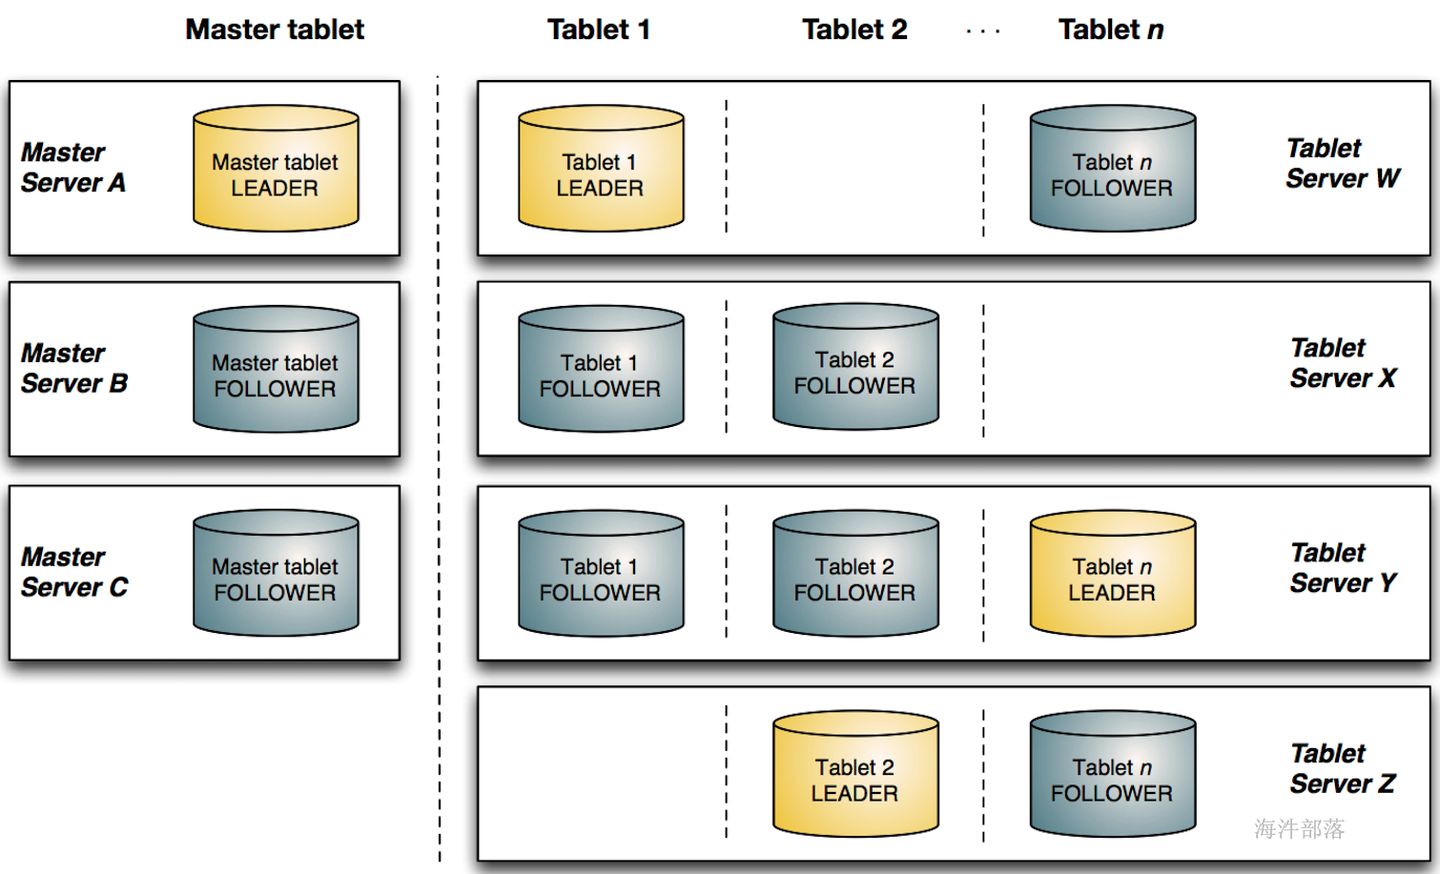 Master tablet
Tablet 1
Tablet 2
. . .
Tablet n
Master
Server A
Master tablet
LEADER
Tablet 1
LEADER
Tablet n
FOLLOWER
Tablet
Server W
Master
Server B
Master tablet
FOLLOWER
Tablet 1
FOLLOWER
Tablet 2
FOLLOWER
Tablet
Server X
Master
Server C
Master tablet
FOLLOWER
Tablet 1
FOLLOWER
Tablet 2
FOLLOWER
Tablet n
LEADER
Tablet
Server Y
Tablet 2
LEADER
Tablet n
FOLLOWER
Tablet
Server Z
海汼部落